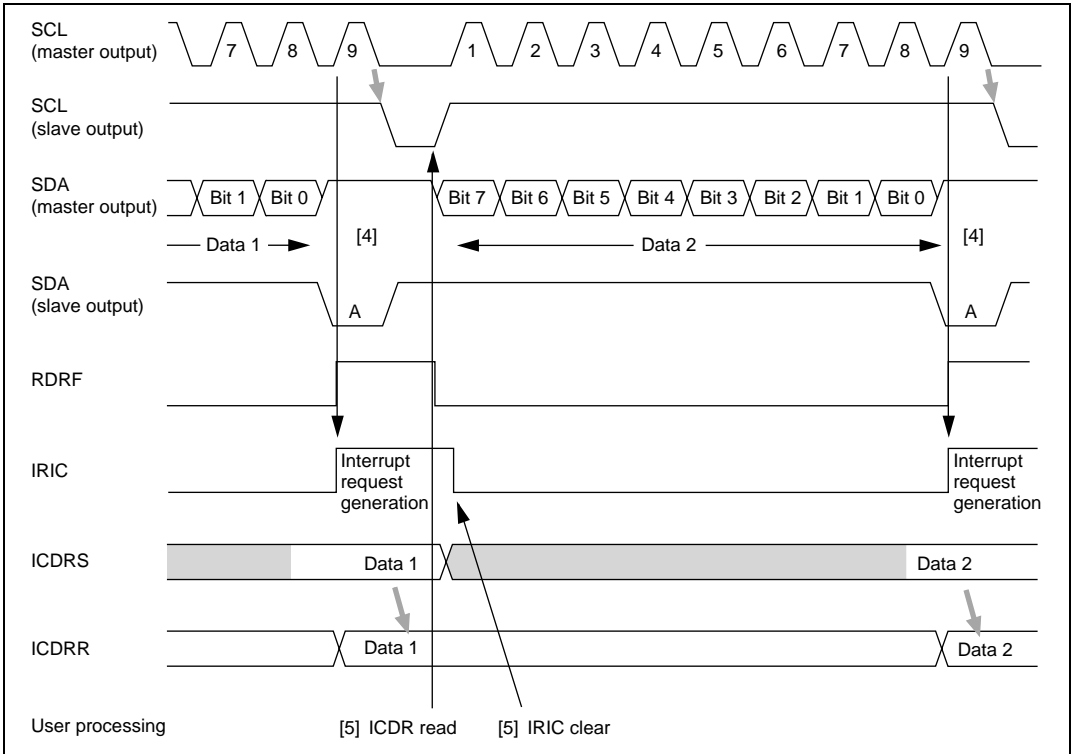 SCL
(master output)
7 8 9 1 2 3 4 5 6 7 8 9
SCL
(slave output)
SDA
(master output)
Bit 1 Bit 0 Bit 7 Bit 6 Bit 5 Bit 4 Bit 3 Bit 2 Bit 1 Bit 0
Data 1 [4] Data 2 [4]
SDA
(slave output)
A A
RDRF
IRIC
Interrupt
request
generation
Interrupt
request
generation
ICDRS
Data 1 Data 2
ICDRR
Data 1 Data 2
User processing [5] ICDR read [5] IRIC clear